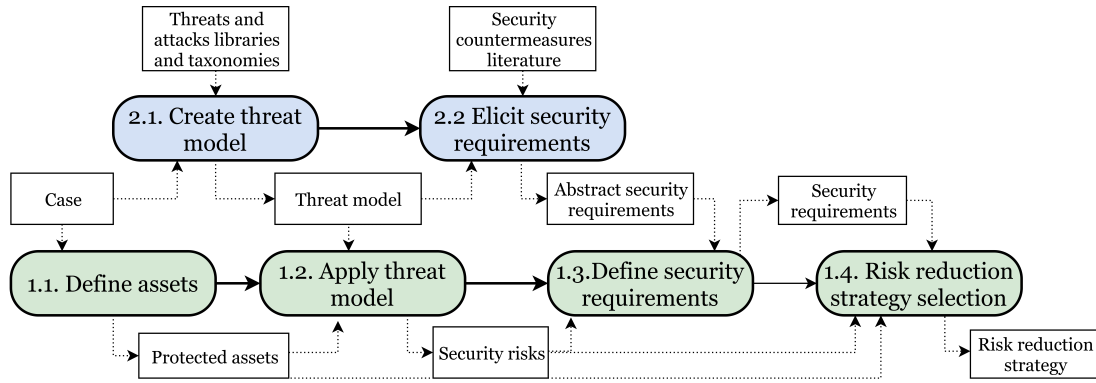 Threats and
attacks libraries
and taxonomies
Security
countermeasures
literature
2.1. Create threat
model
2.2 Elicit security
requirements
Case
Threat model
Abstract security
requirements
Security
requirements
1.1. Define assets
1.2. Apply threat
model
1.3.Define security
requirements
1.4. Risk reduction
strategy selection
Protected assets
Security risks
Risk reduction
strategy